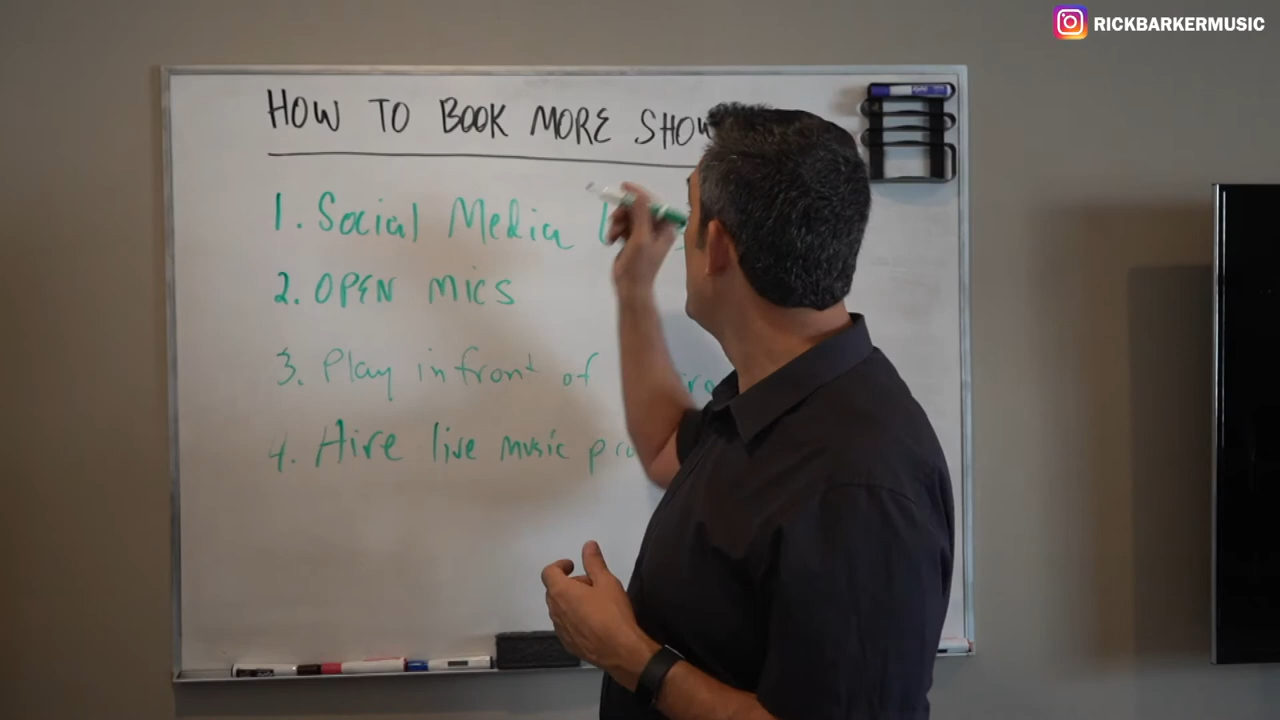 RICKBARKERMUSIC
HOW TO BOOK MORE SHOW
1. Social Media
2. OPEN MICS
3. Play in front of
4. Hire live music